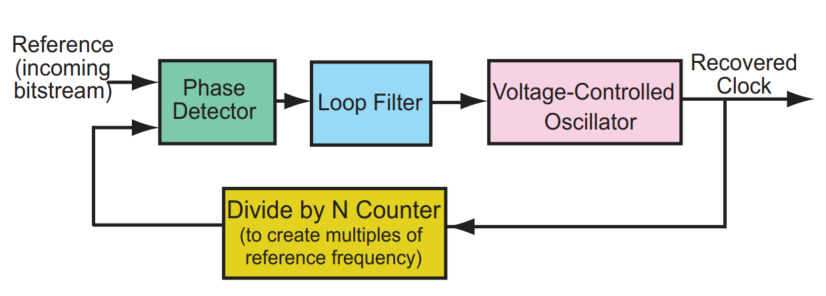 Reference
(incoming
bitstream)
Phase
Detector
Loop Filter
Voltage-Controlled
Oscillator
Recovered
Clock
Divide by N Counter
(to create multiples of
reference frequency)